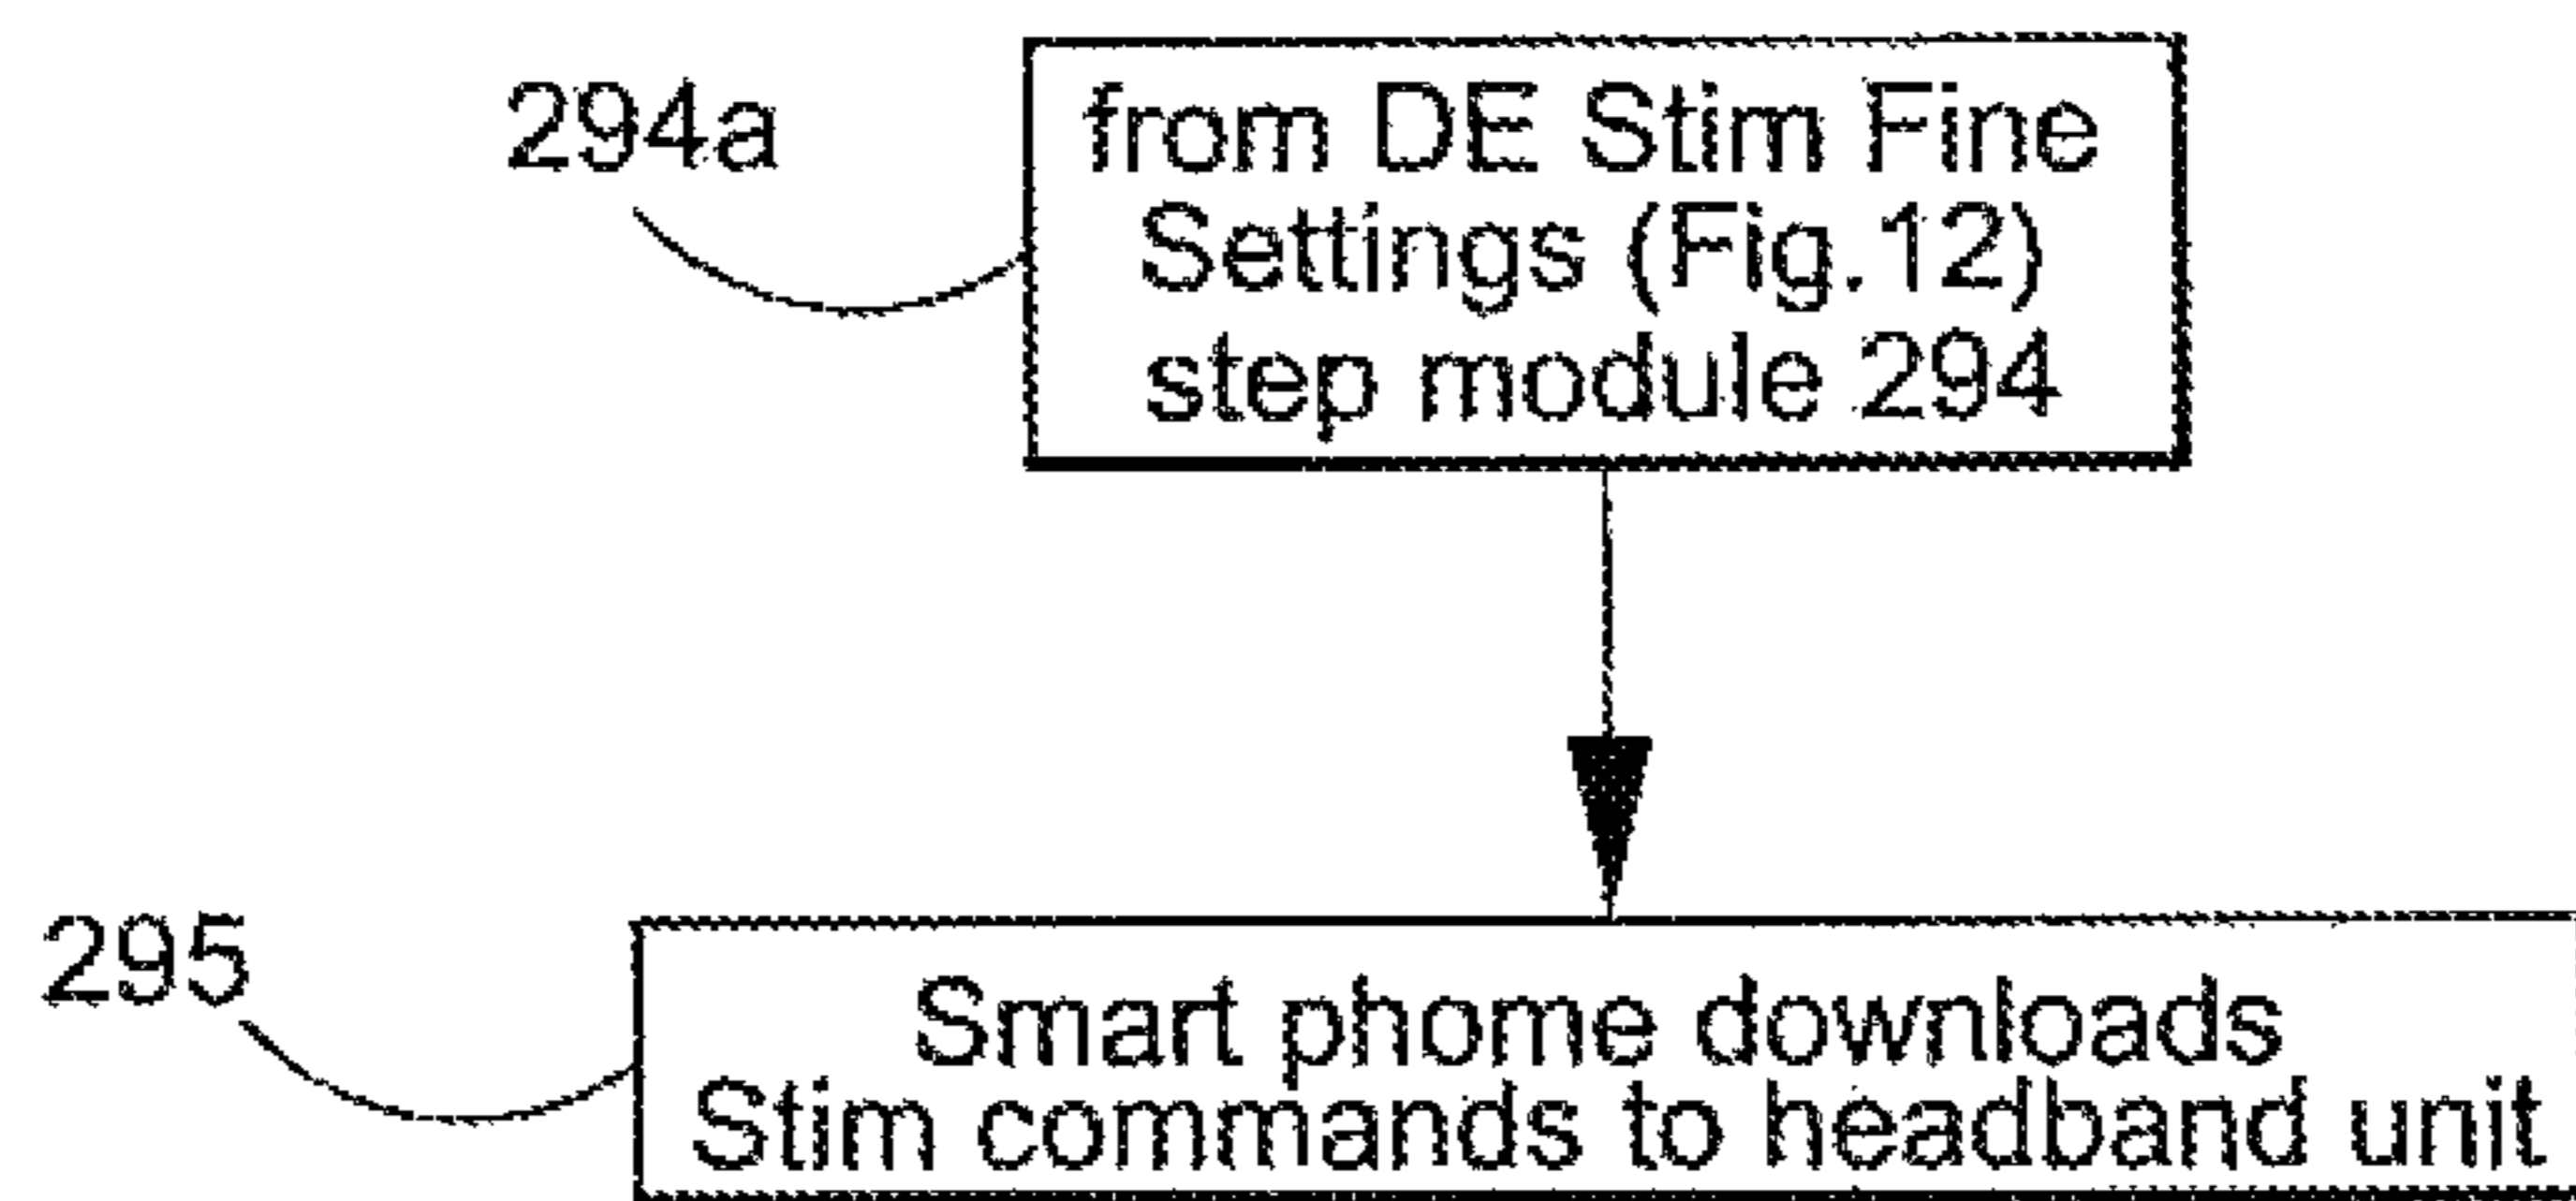 294a
from DE Stim Fine
Settings (Fig.12)
step module 294
295
Smart phome downloads
Stim commands to headband unit